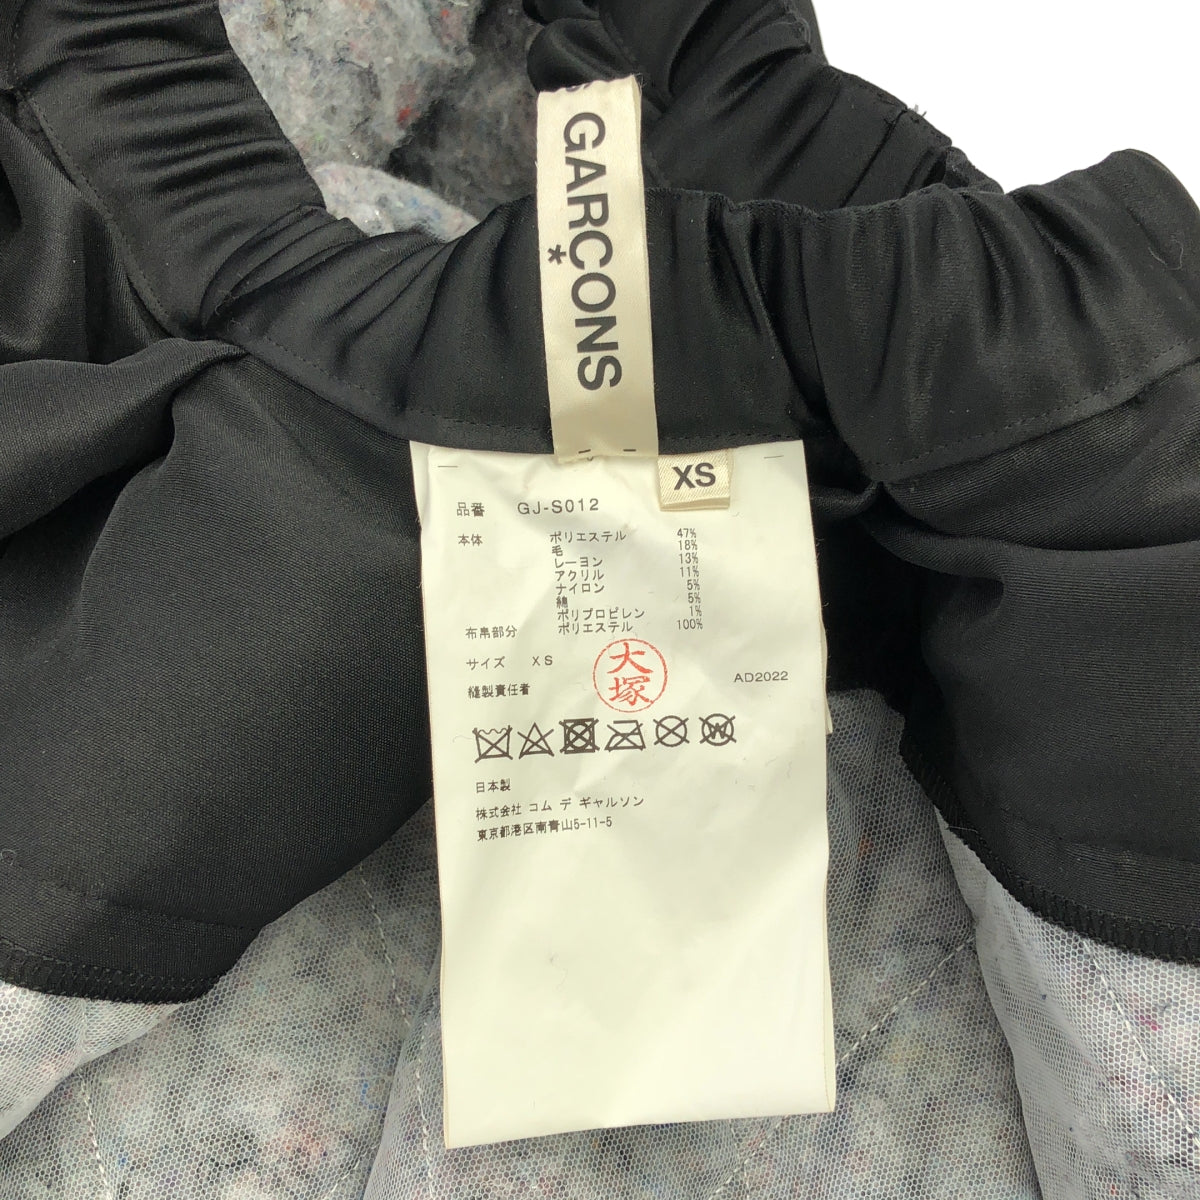 GARÇONS
*
XS
品番 GJ-S012
本体 ポリエステル 47%
毛 18%
レーヨン 13%
アクリル 11%
ナイロン 5%
綿 5%
ポリプロピレン 1%
布帛部分 ポリエステル 100%
サイズ XS
縫製責任者 大塚
AD2022
W
日本製
株式会社 コム デ ギャルソン
東京都港区南青山5-11-5